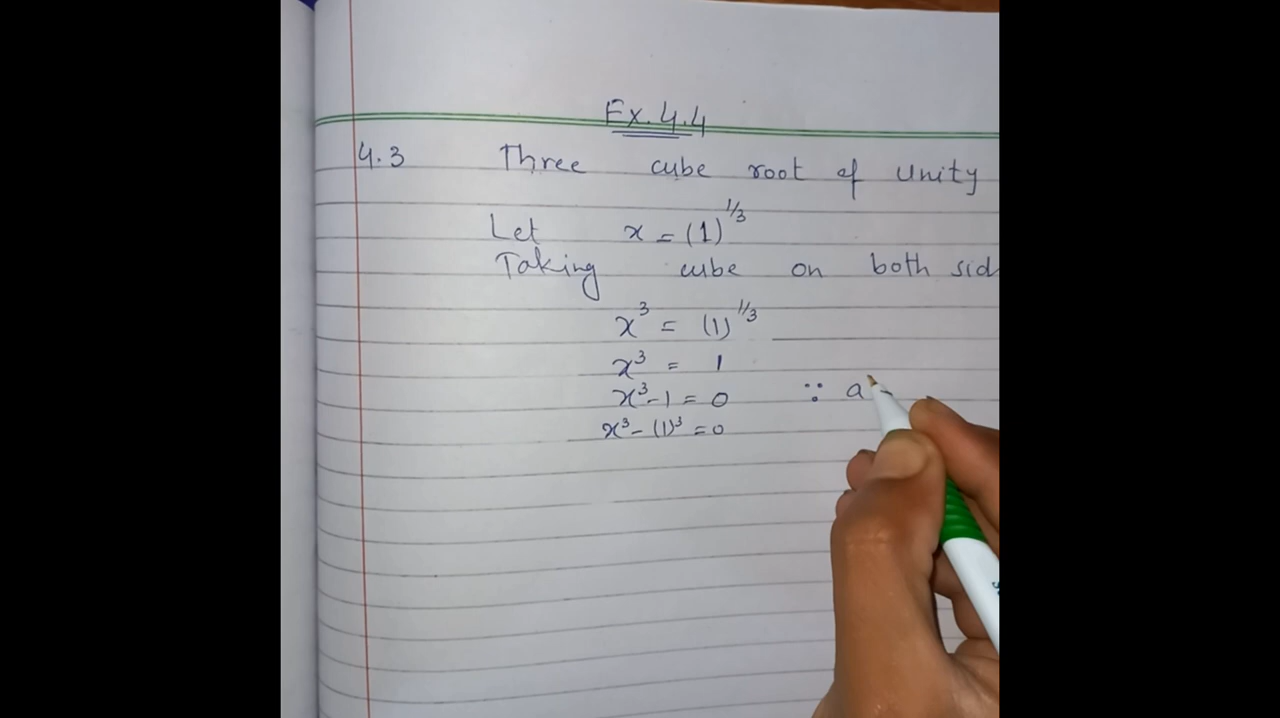 Ex.4.4
4.3 Three cube root of Unity
Let x = (1)^1/3
Taking cube on both sid
x^3 = (1)^1/3
x^3 = 1
x^3-1 = 0 ∵ a
x^3 - (1)^3 = 0